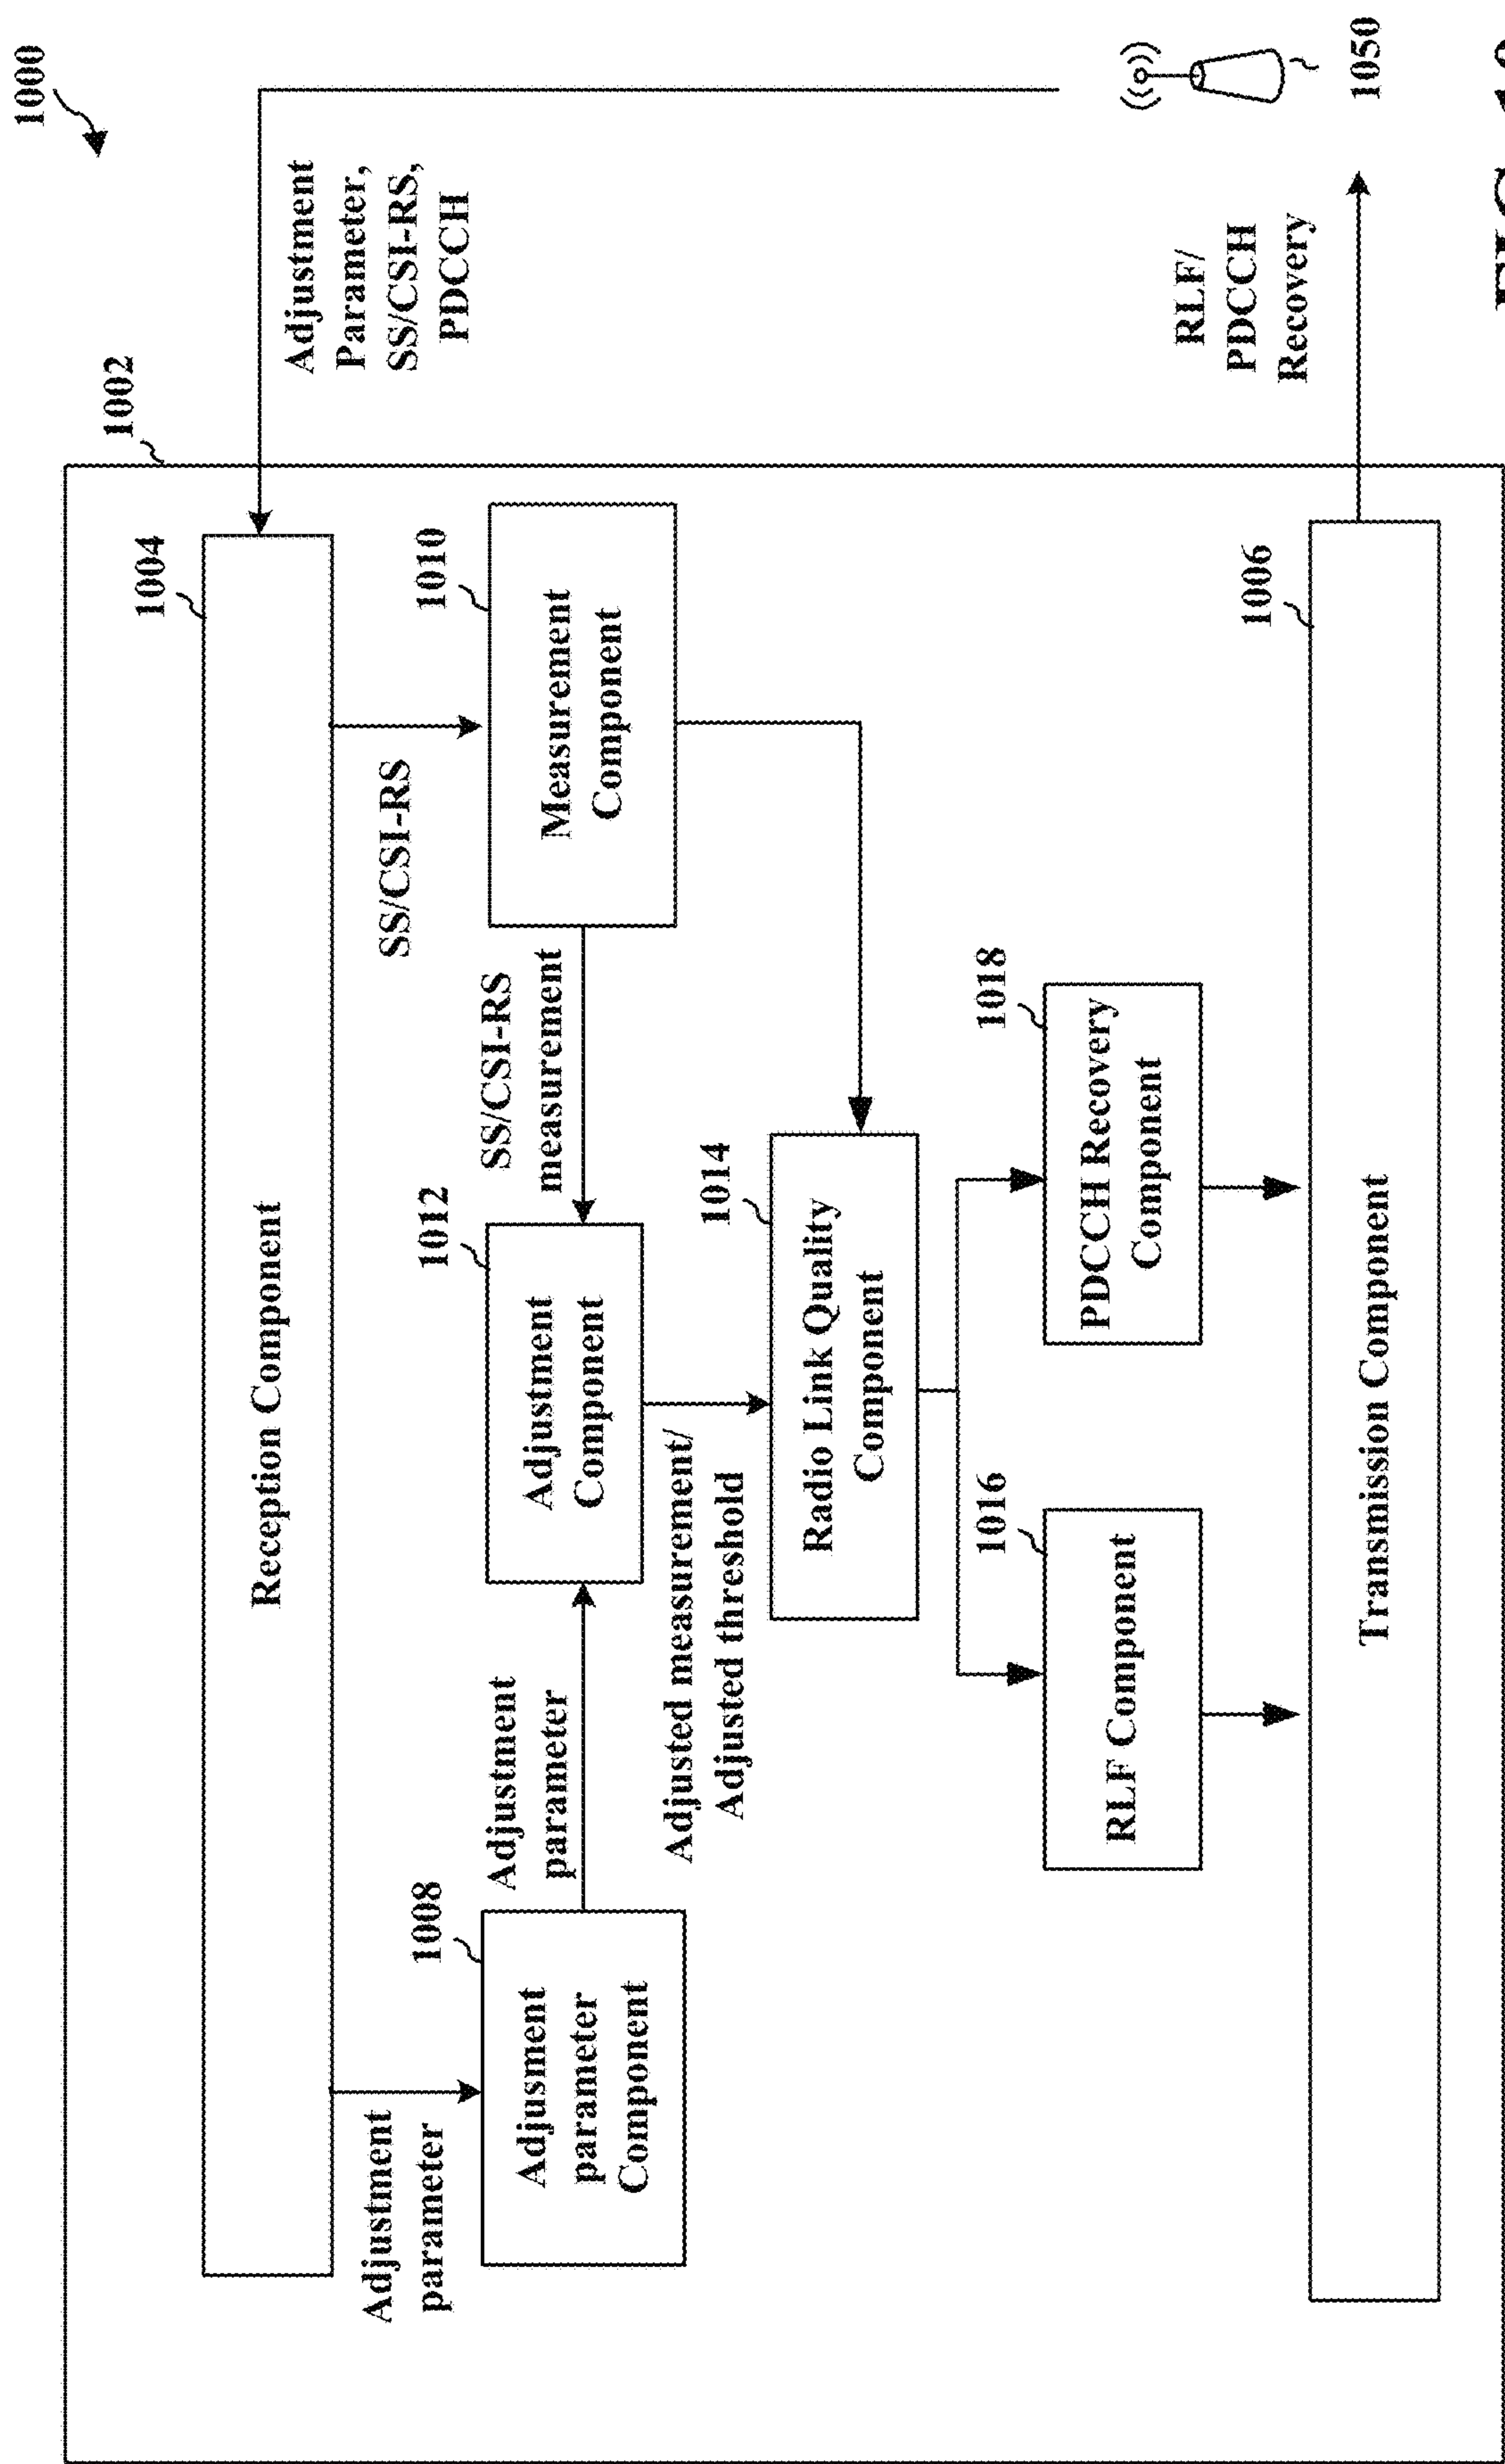 1000
1002
1004
Reception Component
Adjustment
Parameter,
SS/CSI-RS,
PDCCH
Adjustment
parameter
SS/CSI-RS
1008
Adjusment
parameter
Component
Adjustment
parameter
1012
Adjustment
Component
SS/CSI-RS
measurement
1010
Measurement
Component
Adjusted measurement/
Adjusted threshold
1014
Radio Link Quality
Component
1016
RLF Component
1018
PDCCH Recovery
Component
1006
Transmission Component
RLF/
PDCCH
Recovery
1050